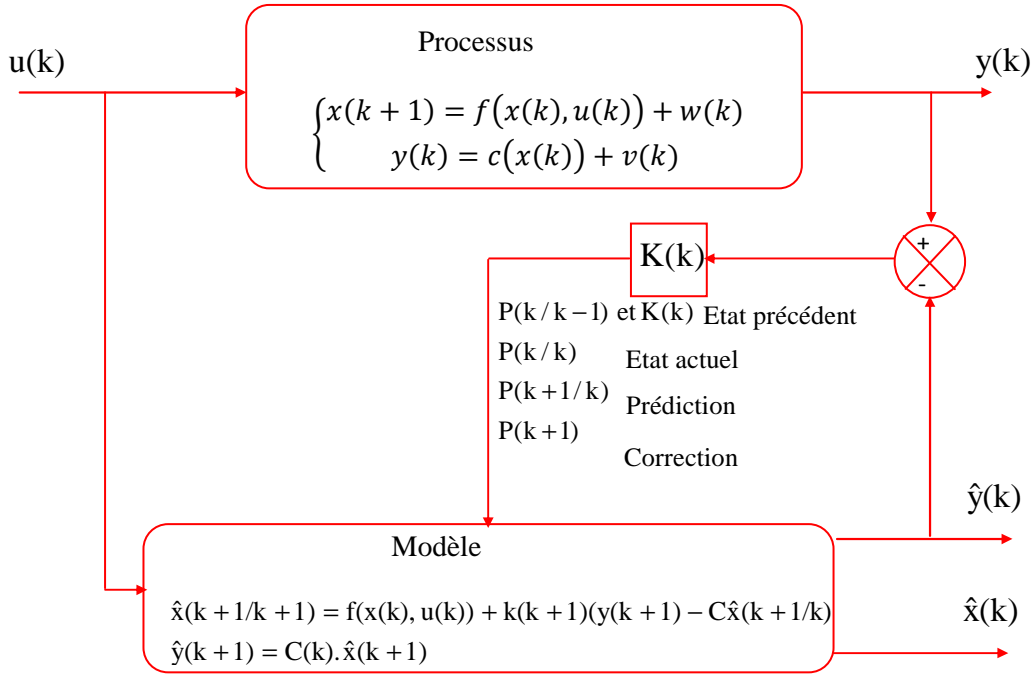 Processus
u(k)
y(k)
x(k + 1) = f(x(k), u(k)) + w(k)
y(k) = c(x(k)) + v(k)
+
K(k)
-
P(k/k−1) et K(k) Etat précédent
P(k/k) Etat actuel
P(k+1/k) Prédiction
P(k+1)
Correction
ŷ(k)
Modèle
x̂(k+1/k+1) = f(x(k), u(k)) + k(k+1)(y(k+1) − Cx̂(k+1/k)
x̂(k)
ŷ(k+1) = C(k).x̂(k+1)